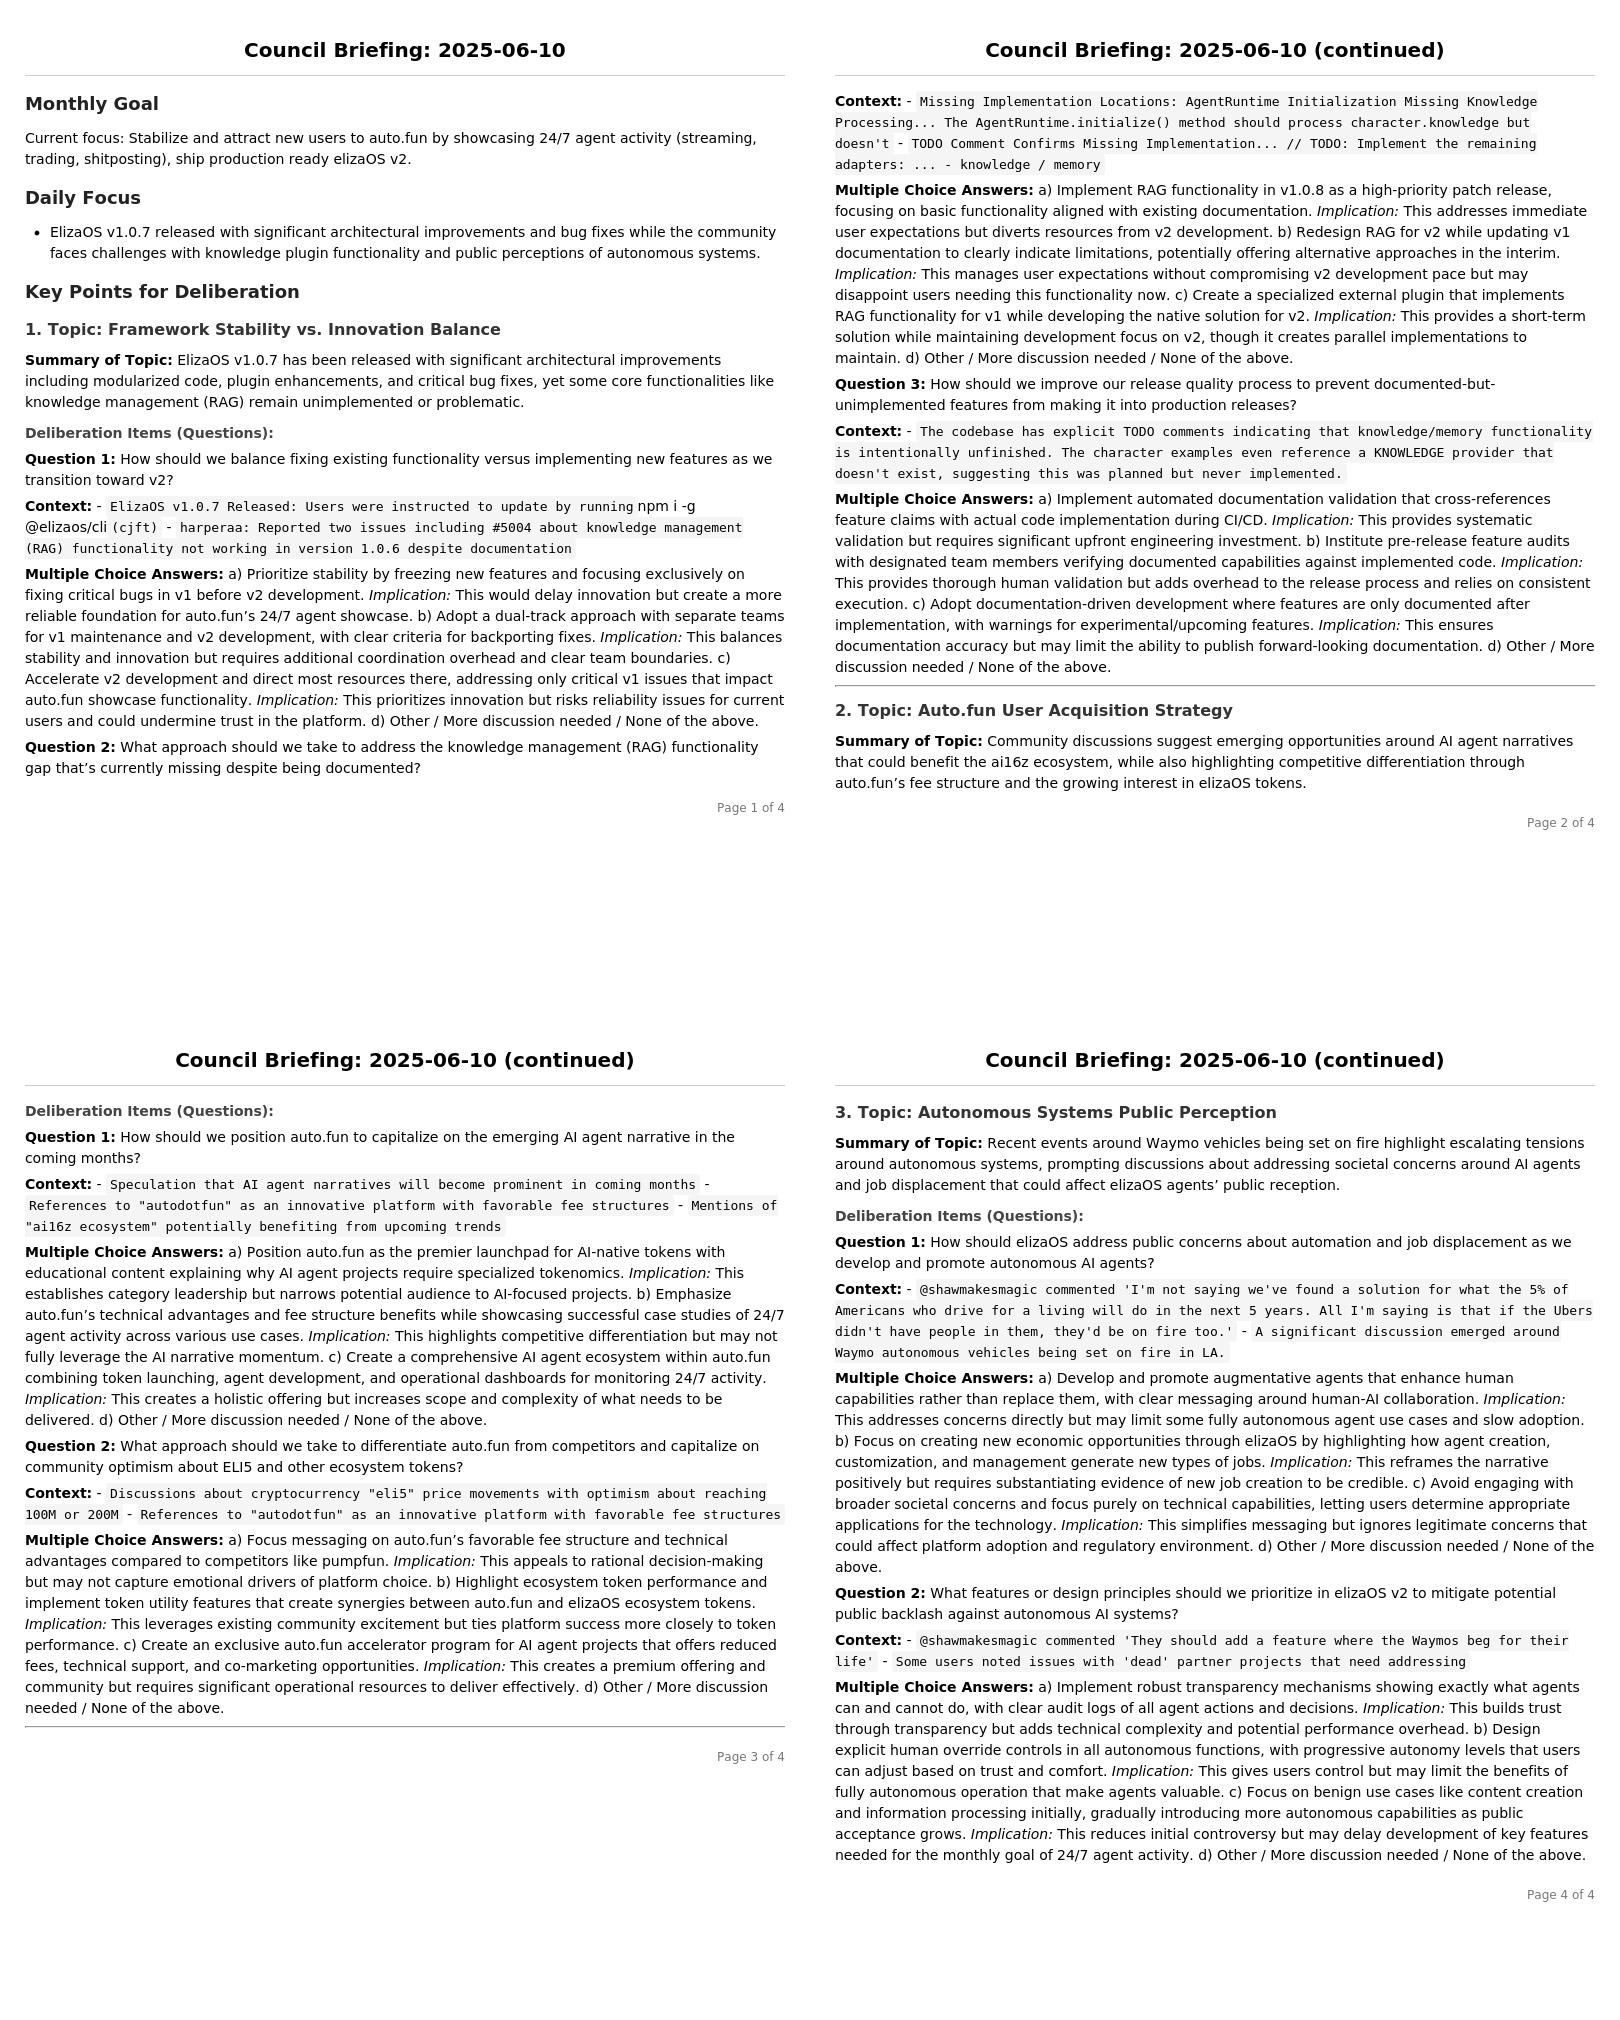 Council Briefing: 2025-06-10
Monthly Goal
Current focus: Stabilize and attract new users to auto.fun by showcasing 24/7 agent activity (streaming,
trading, shitposting), ship production ready elizaOS v2.
Daily Focus
• ElizaOS v1.0.7 released with significant architectural improvements and bug fixes while the community
faces challenges with knowledge plugin functionality and public perceptions of autonomous systems.
Key Points for Deliberation
1. Topic: Framework Stability vs. Innovation Balance
Summary of Topic: ElizaOS v1.0.7 has been released with significant architectural improvements
including modularized code, plugin enhancements, and critical bug fixes, yet some core functionalities like
knowledge management (RAG) remain unimplemented or problematic.
Deliberation Items (Questions):
Question 1: How should we balance fixing existing functionality versus implementing new features as we
transition toward v2?
Context: - ElizaOS v1.0.7 Released: Users were instructed to update by running npm i -g
@elizaos/cli (cjft) - harperaa: Reported two issues including #5004 about knowledge management
(RAG) functionality not working in version 1.0.6 despite documentation
Multiple Choice Answers: a) Prioritize stability by freezing new features and focusing exclusively on
fixing critical bugs in v1 before v2 development. Implication: This would delay innovation but create a more
reliable foundation for auto.fun’s 24/7 agent showcase. b) Adopt a dual-track approach with separate teams
for v1 maintenance and v2 development, with clear criteria for backporting fixes. Implication: This balances
stability and innovation but requires additional coordination overhead and clear team boundaries. c)
Accelerate v2 development and direct most resources there, addressing only critical v1 issues that impact
auto.fun showcase functionality. Implication: This prioritizes innovation but risks reliability issues for current
users and could undermine trust in the platform. d) Other / More discussion needed / None of the above.
Question 2: What approach should we take to address the knowledge management (RAG) functionality
gap that’s currently missing despite being documented?
Page 1 of 4
Council Briefing: 2025-06-10 (continued)
Context: - Missing Implementation Locations: AgentRuntime Initialization Missing Knowledge
Processing... The AgentRuntime.initialize() method should process character.knowledge but
doesn't - TODO Comment Confirms Missing Implementation... // TODO: Implement the remaining
adapters: ... - knowledge / memory
Multiple Choice Answers: a) Implement RAG functionality in v1.0.8 as a high-priority patch release,
focusing on basic functionality aligned with existing documentation. Implication: This addresses immediate
user expectations but diverts resources from v2 development. b) Redesign RAG for v2 while updating v1
documentation to clearly indicate limitations, potentially offering alternative approaches in the interim.
Implication: This manages user expectations without compromising v2 development pace but may
disappoint users needing this functionality now. c) Create a specialized external plugin that implements
RAG functionality for v1 while developing the native solution for v2. Implication: This provides a short-term
solution while maintaining development focus on v2, though it creates parallel implementations to
maintain. d) Other / More discussion needed / None of the above.
Question 3: How should we improve our release quality process to prevent documented-but-
unimplemented features from making it into production releases?
Context: - The codebase has explicit TODO comments indicating that knowledge/memory functionality
is intentionally unfinished. The character examples even reference a KNOWLEDGE provider that
doesn't exist, suggesting this was planned but never implemented.
Multiple Choice Answers: a) Implement automated documentation validation that cross-references
feature claims with actual code implementation during CI/CD. Implication: This provides systematic
validation but requires significant upfront engineering investment. b) Institute pre-release feature audits
with designated team members verifying documented capabilities against implemented code. Implication:
This provides thorough human validation but adds overhead to the release process and relies on consistent
execution. c) Adopt documentation-driven development where features are only documented after
implementation, with warnings for experimental/upcoming features. Implication: This ensures
documentation accuracy but may limit the ability to publish forward-looking documentation. d) Other / More
discussion needed / None of the above.
2. Topic: Auto.fun User Acquisition Strategy
Summary of Topic: Community discussions suggest emerging opportunities around AI agent narratives
that could benefit the ai16z ecosystem, while also highlighting competitive differentiation through
auto.fun’s fee structure and the growing interest in elizaOS tokens.
Page 2 of 4
Council Briefing: 2025-06-10 (continued)
Deliberation Items (Questions):
Question 1: How should we position auto.fun to capitalize on the emerging AI agent narrative in the
coming months?
Context: - Speculation that AI agent narratives will become prominent in coming months -
References to "autodotfun" as an innovative platform with favorable fee structures - Mentions of
"ai16z ecosystem" potentially benefiting from upcoming trends
Multiple Choice Answers: a) Position auto.fun as the premier launchpad for AI-native tokens with
educational content explaining why AI agent projects require specialized tokenomics. Implication: This
establishes category leadership but narrows potential audience to AI-focused projects. b) Emphasize
auto.fun’s technical advantages and fee structure benefits while showcasing successful case studies of 24/7
agent activity across various use cases. Implication: This highlights competitive differentiation but may not
fully leverage the AI narrative momentum. c) Create a comprehensive AI agent ecosystem within auto.fun
combining token launching, agent development, and operational dashboards for monitoring 24/7 activity.
Implication: This creates a holistic offering but increases scope and complexity of what needs to be
delivered. d) Other / More discussion needed / None of the above.
Question 2: What approach should we take to differentiate auto.fun from competitors and capitalize on
community optimism about ELI5 and other ecosystem tokens?
Context: - Discussions about cryptocurrency "eli5" price movements with optimism about reaching
100M or 200M - References to "autodotfun" as an innovative platform with favorable fee structures
Multiple Choice Answers: a) Focus messaging on auto.fun’s favorable fee structure and technical
advantages compared to competitors like pumpfun. Implication: This appeals to rational decision-making
but may not capture emotional drivers of platform choice. b) Highlight ecosystem token performance and
implement token utility features that create synergies between auto.fun and elizaOS ecosystem tokens.
Implication: This leverages existing community excitement but ties platform success more closely to token
performance. c) Create an exclusive auto.fun accelerator program for AI agent projects that offers reduced
fees, technical support, and co-marketing opportunities. Implication: This creates a premium offering and
community but requires significant operational resources to deliver effectively. d) Other / More discussion
needed / None of the above.
Page 3 of 4
Council Briefing: 2025-06-10 (continued)
3. Topic: Autonomous Systems Public Perception
Summary of Topic: Recent events around Waymo vehicles being set on fire highlight escalating tensions
around autonomous systems, prompting discussions about addressing societal concerns around AI agents
and job displacement that could affect elizaOS agents’ public reception.
Deliberation Items (Questions):
Question 1: How should elizaOS address public concerns about automation and job displacement as we
develop and promote autonomous AI agents?
Context: - @shawmakesmagic commented 'I'm not saying we've found a solution for what the 5% of
Americans who drive for a living will do in the next 5 years. All I'm saying is that if the Ubers
didn't have people in them, they'd be on fire too.' - A significant discussion emerged around
Waymo autonomous vehicles being set on fire in LA.
Multiple Choice Answers: a) Develop and promote augmentative agents that enhance human
capabilities rather than replace them, with clear messaging around human-AI collaboration. Implication:
This addresses concerns directly but may limit some fully autonomous agent use cases and slow adoption.
b) Focus on creating new economic opportunities through elizaOS by highlighting how agent creation,
customization, and management generate new types of jobs. Implication: This reframes the narrative
positively but requires substantiating evidence of new job creation to be credible. c) Avoid engaging with
broader societal concerns and focus purely on technical capabilities, letting users determine appropriate
applications for the technology. Implication: This simplifies messaging but ignores legitimate concerns that
could affect platform adoption and regulatory environment. d) Other / More discussion needed / None of the
above.
Question 2: What features or design principles should we prioritize in elizaOS v2 to mitigate potential
public backlash against autonomous AI systems?
Context: - @shawmakesmagic commented 'They should add a feature where the Waymos beg for their
life' - Some users noted issues with 'dead' partner projects that need addressing
Multiple Choice Answers: a) Implement robust transparency mechanisms showing exactly what agents
can and cannot do, with clear audit logs of all agent actions and decisions. Implication: This builds trust
through transparency but adds technical complexity and potential performance overhead. b) Design
explicit human override controls in all autonomous functions, with progressive autonomy levels that users
can adjust based on trust and comfort. Implication: This gives users control but may limit the benefits of
fully autonomous operation that make agents valuable. c) Focus on benign use cases like content creation
and information processing initially, gradually introducing more autonomous capabilities as public
acceptance grows. Implication: This reduces initial controversy but may delay development of key features
needed for the monthly goal of 24/7 agent activity. d) Other / More discussion needed / None of the above.
Page 4 of 4